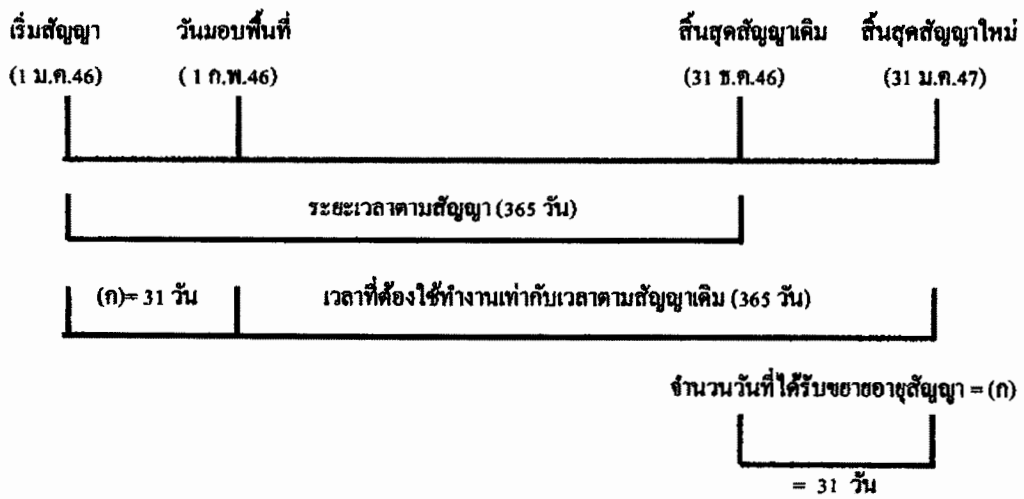 เริ่มสัญญา วันมอบพื้นที่ สิ้นสุดสัญญาเดิม สิ้นสุดสัญญาใหม่
(1 ม.ค.46) ( 1 ก.พ.46) (31 ธ.ค.46) (31 ม.ค.47)
ระยะเวลาตามสัญญา (365 วัน)
(ก)= 31 วัน เวลาที่ต้องใช้ทำงานเท่ากับเวลาตามสัญญาเดิม (365 วัน)
จำนวนวันที่ได้รับขยายอายุสัญญา = (ก)
= 31 วัน